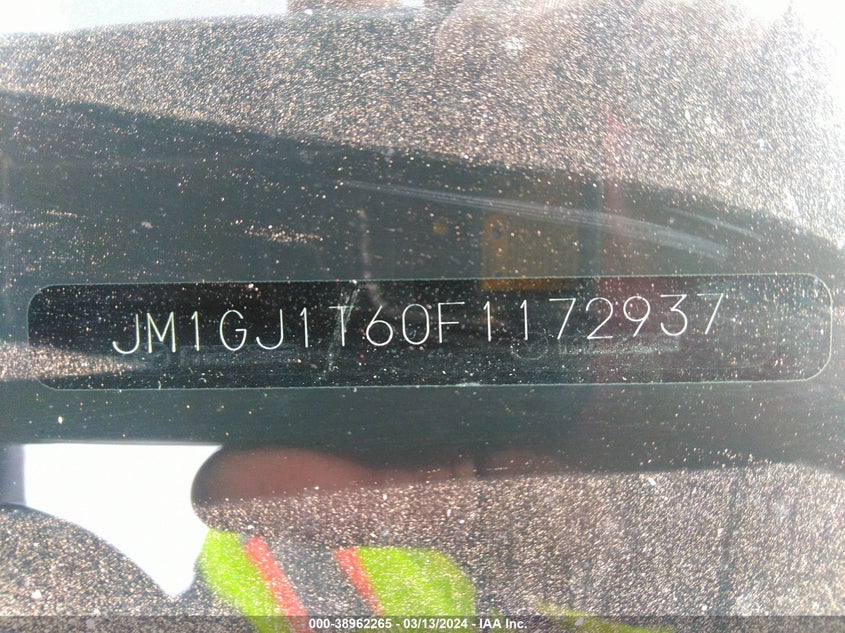 JM1GJ1T60F1172937
000-38962265 - 03/13/2024 - IAA Inc.